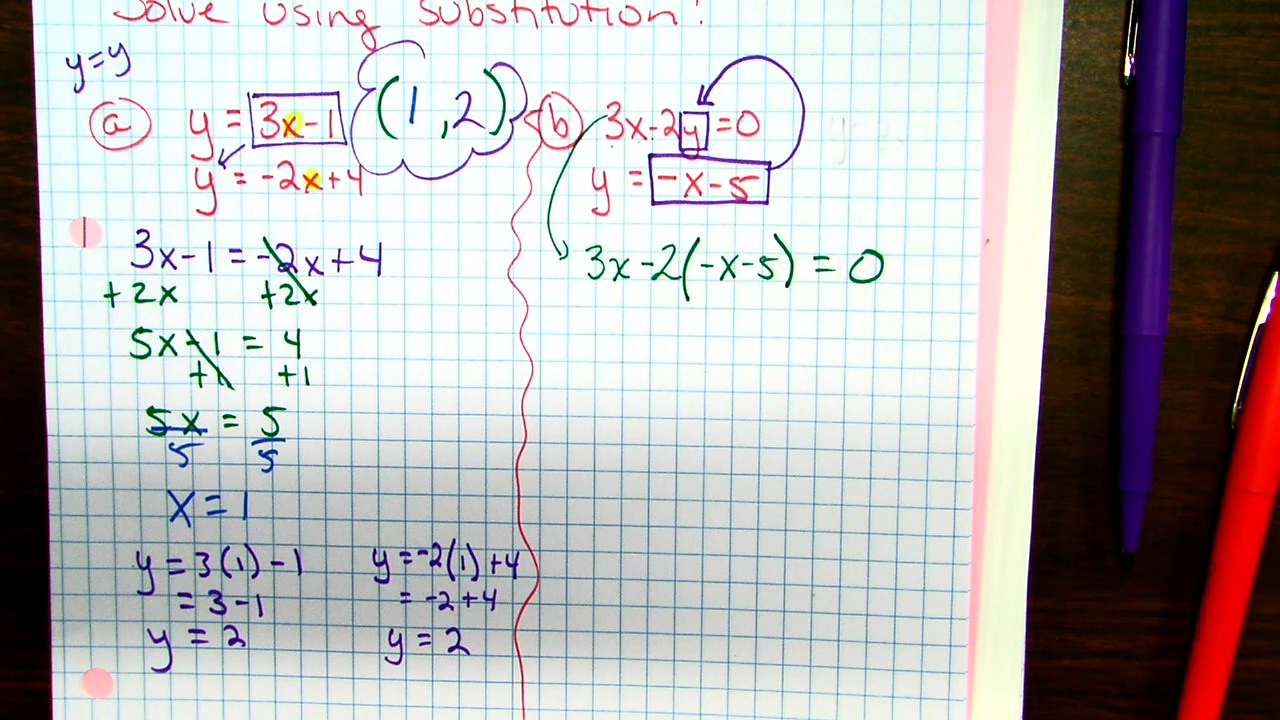 Solve using substitution!
y=y
(a) y = 3x-1 (1,2)
y = -2x+4
3x-1 = -2x+4
+2x +2x
5x-1 = 4
+1 +1
5x = 5
5 5
x = 1
y = 3(1)-1
= 3-1
y = 2
y = -2(1)+4
= -2+4
y = 2
(b) 3x-2y=0
y = -x-5
3x-2(-x-5) = 0